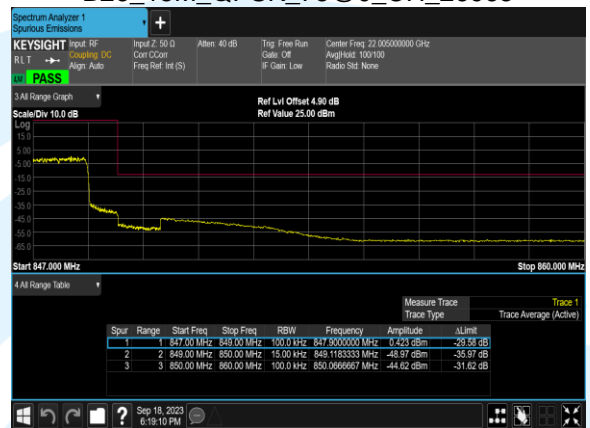 Spectrum Analyzer 1
Spurious Emissions
KEYSIGHT Input: RF Input Z: 50 Ω Atten: 40 dB Trig: Free Run Center Freq: 22.005000000 GHz
RLT Coupling: DC Corr CCorr Gate: Off Avg|Hold: 100/100
Align: Auto Freq Ref: Int (S) IF Gain: Low Radio Std: None
PASS
3 All Range Graph
Ref Lvl Offset 4.90 dB
Scale/Div 10.0 dB Ref Value 25.00 dBm
Log
15.0
5.00
-5.00
-15.0
-25.0
-35.0
-45.0
-55.0
-65.0
Start 847.000 MHz Stop 860.000 MHz
4 All Range Table
Measure Trace Trace 1
Trace Type Trace Average (Active)
Spur Range Start Freq Stop Freq RBW Frequency Amplitude ΔLimit
1 1 847.00 MHz 849.00 MHz 100.0 kHz 847.9000000 MHz 0.423 dBm -29.58 dB
2 2 849.00 MHz 850.00 MHz 15.00 kHz 849.1183333 MHz -48.97 dBm -35.97 dB
3 3 850.00 MHz 860.00 MHz 100.0 kHz 850.0666667 MHz -44.62 dBm -31.62 dB
Sep 18, 2023
6:19:10 PM